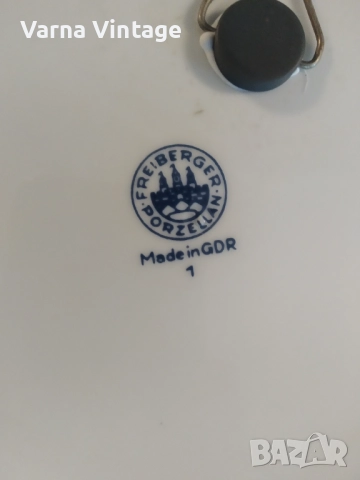 Varna Vintage
FREIBERGER
PORZELLAN
Made in GDR
1
BAZAR